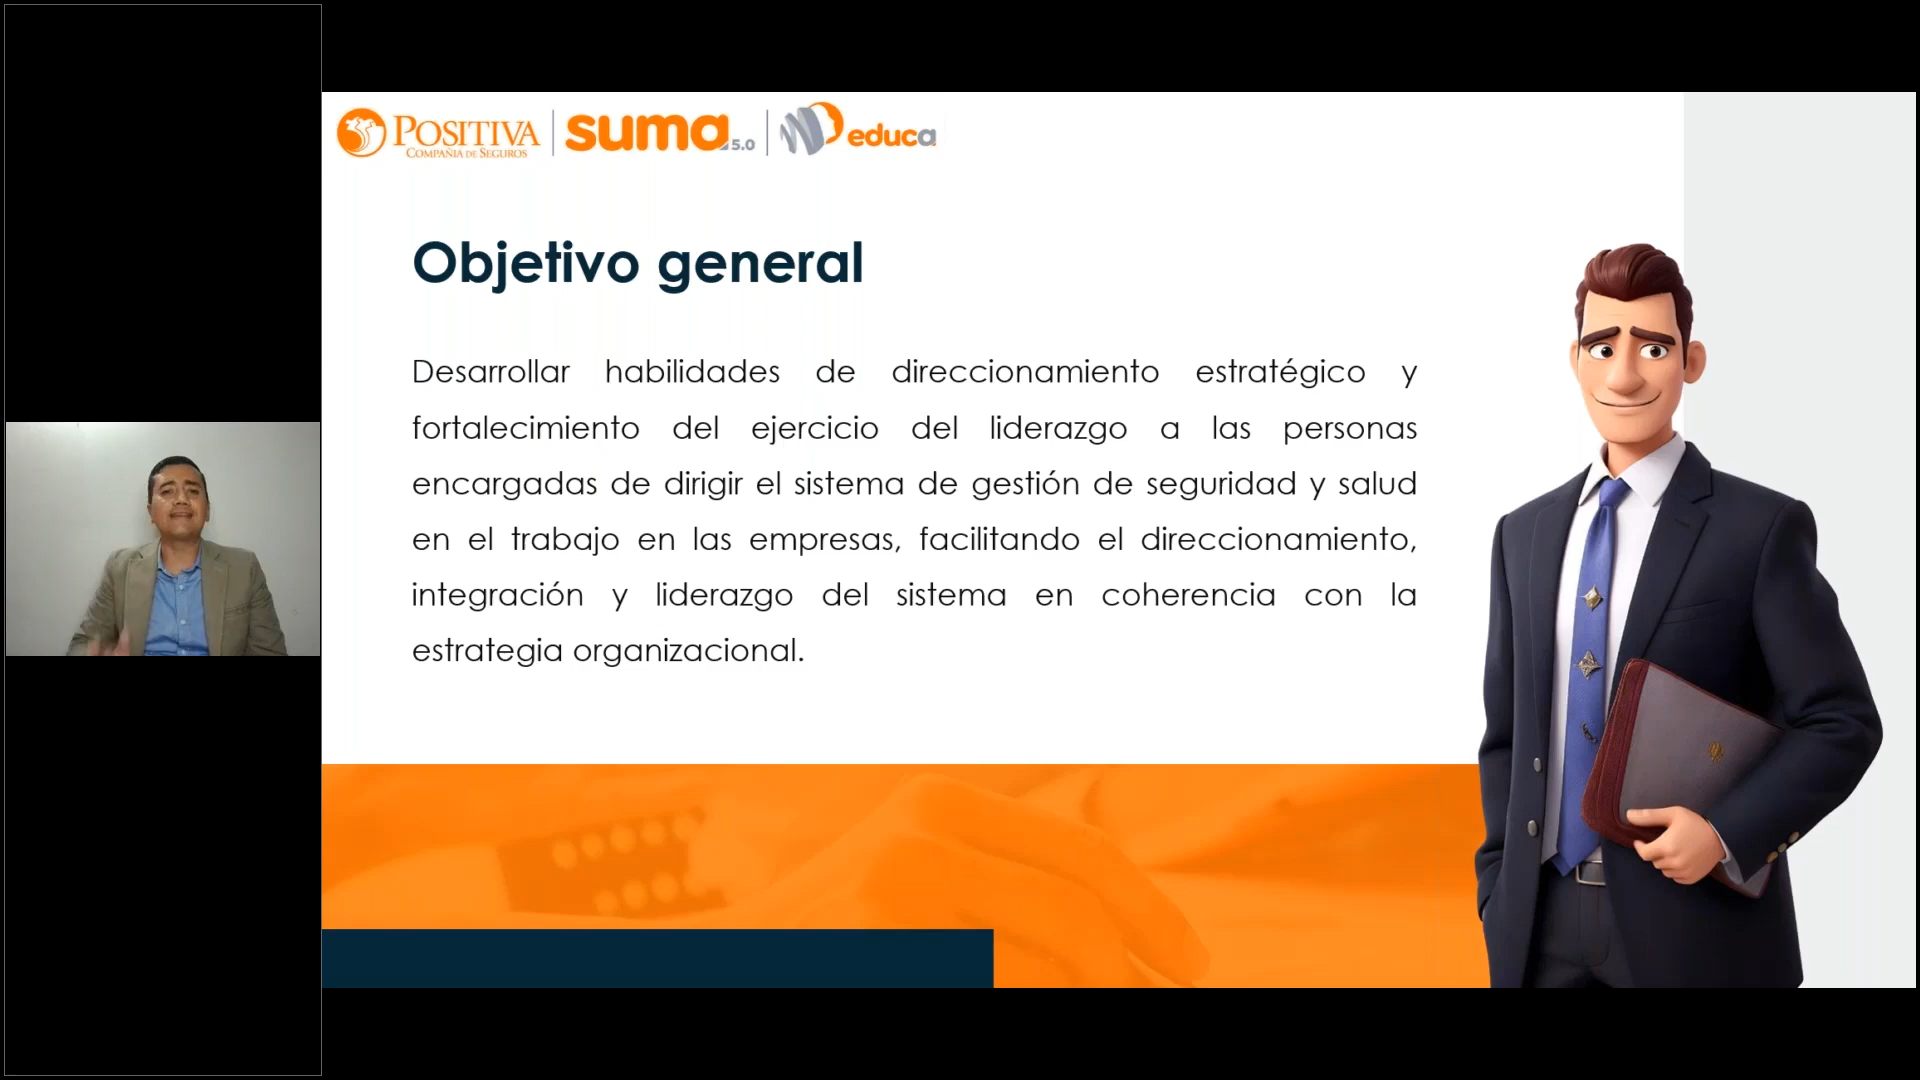 POSITIVA
COMPAÑIA DE SEGUROS
suma 5.0
educa
Objetivo general
Desarrollar habilidades de direccionamiento estratégico y
fortalecimiento del ejercicio del liderazgo a las personas
encargadas de dirigir el sistema de gestión de seguridad y salud
en el trabajo en las empresas, facilitando el direccionamiento,
integración y liderazgo del sistema en coherencia con la
estrategia organizacional.